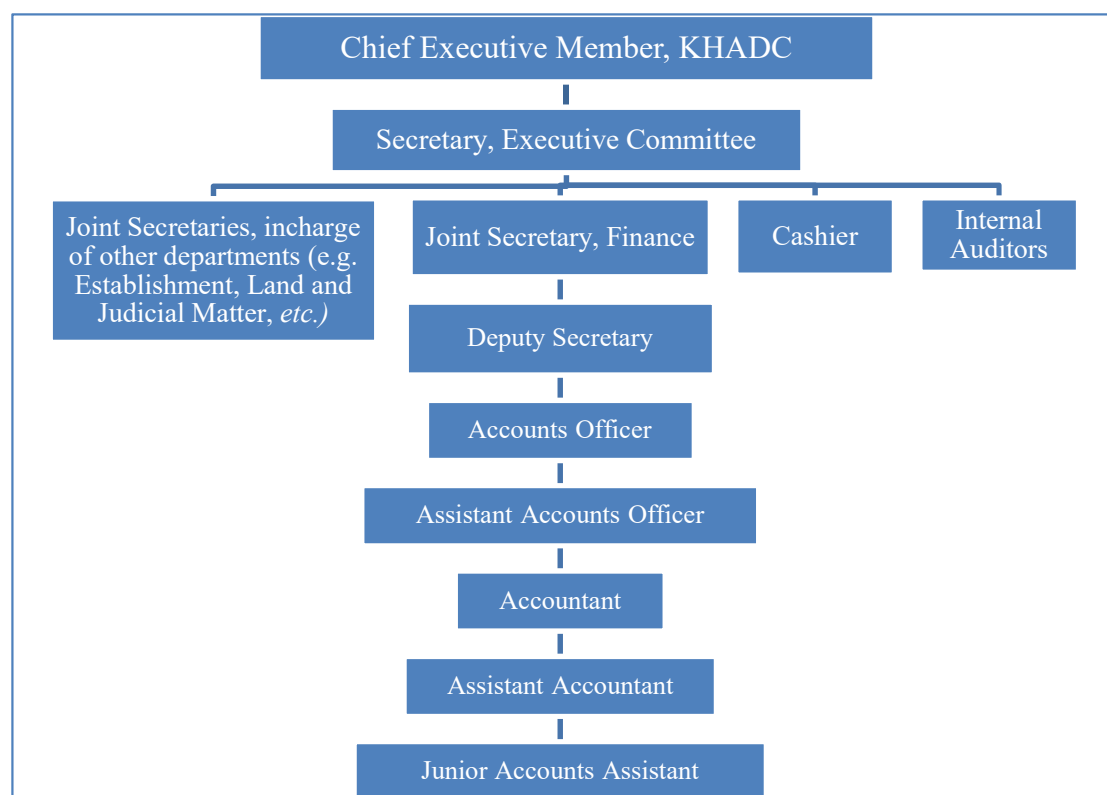 Chief Executive Member, KHADC
Secretary, Executive Committee
Joint Secretaries, incharge
of other departments (e.g.
Establishment, Land and
Judicial Matter, etc.)
Joint Secretary, Finance
Cashier
Internal
Auditors
Deputy Secretary
Accounts Officer
Assistant Accounts Officer
Accountant
Assistant Accountant
Junior Accounts Assistant